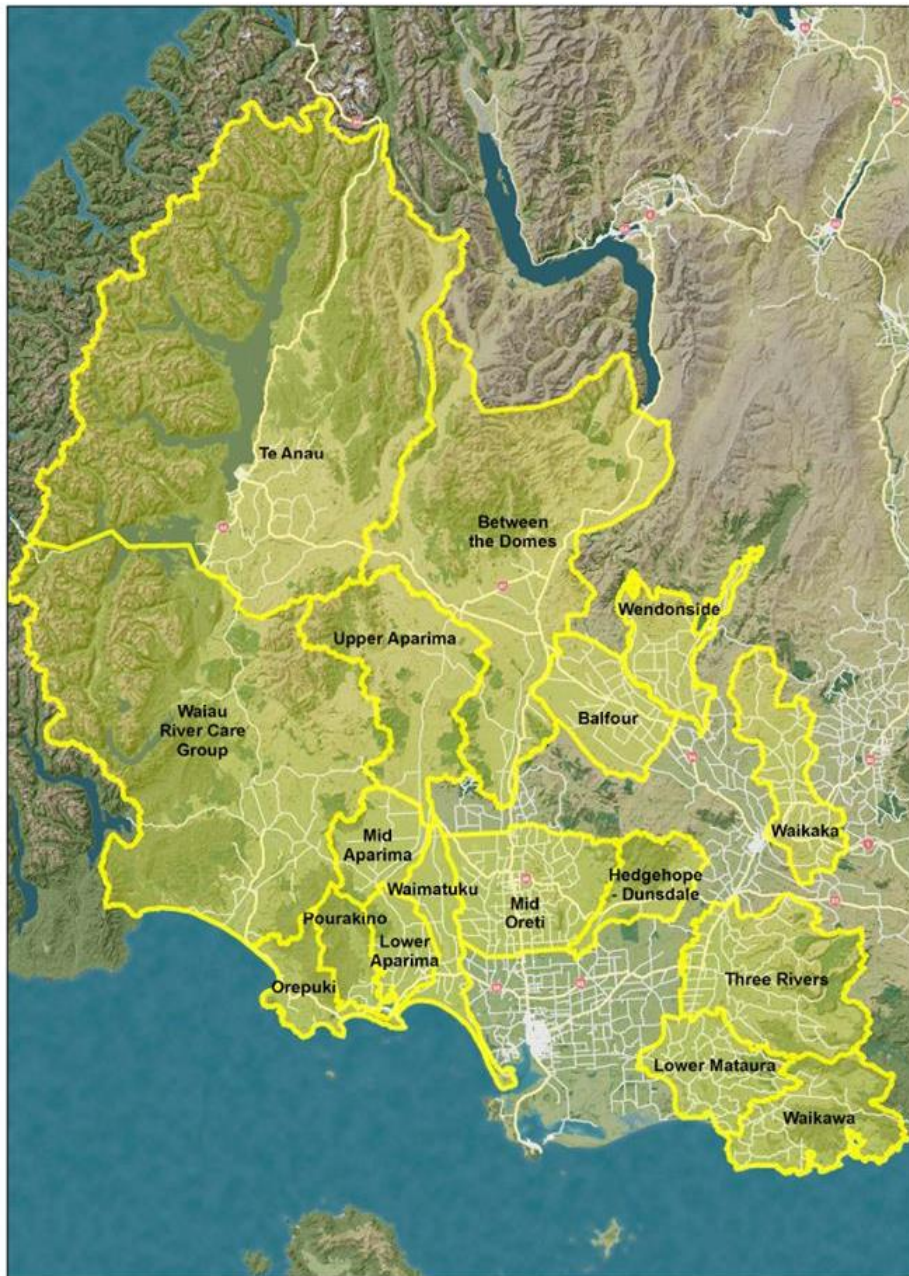 Te Anau
Between
the Domes
Wendonside
Upper Aparima
Waiau
River Care
Group
Balfour
Waikaka
Mid
Aparima
Waimatuku
Mid
Oreti
Hedgehope
- Dunsdale
Pourakino
Lower
Aparima
Orepuki
Three Rivers
Lower Mataura
Waikawa